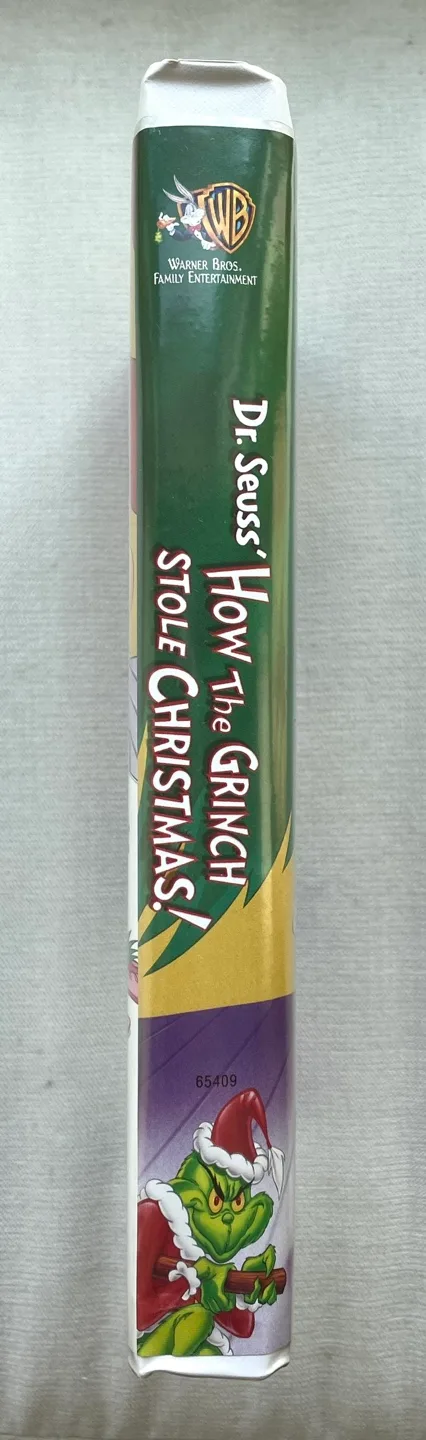 WB
WARNER BROS.
FAMILY ENTERTAINMENT
Dr. Seuss'
HOW The GRINCH
STOLE CHRISTMAS!
65409